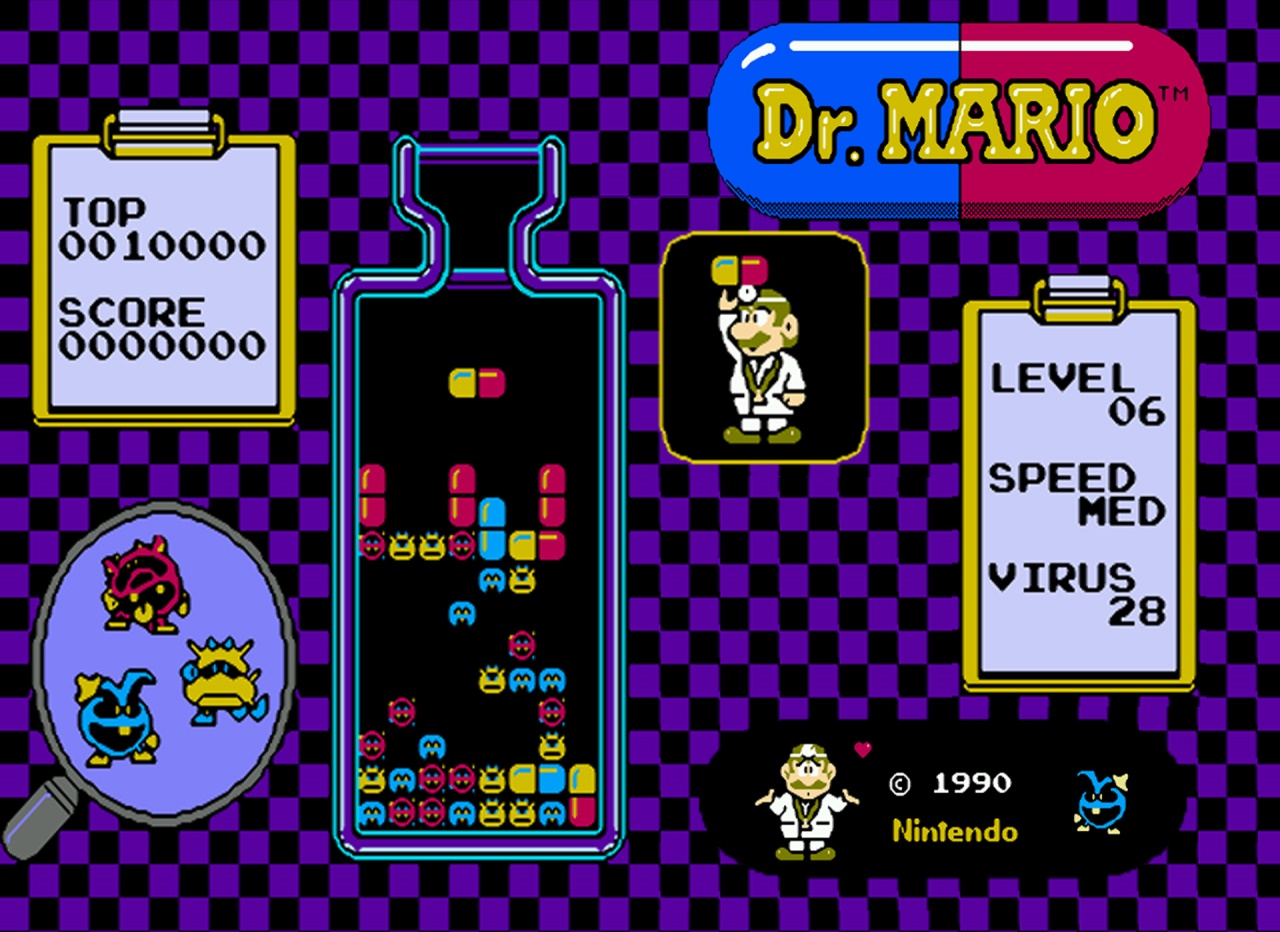 Dr. MARIO™
TOP
0010000
SCORE
0000000
LEVEL
06
SPEED
MED
VIRUS
28
© 1990
Nintendo